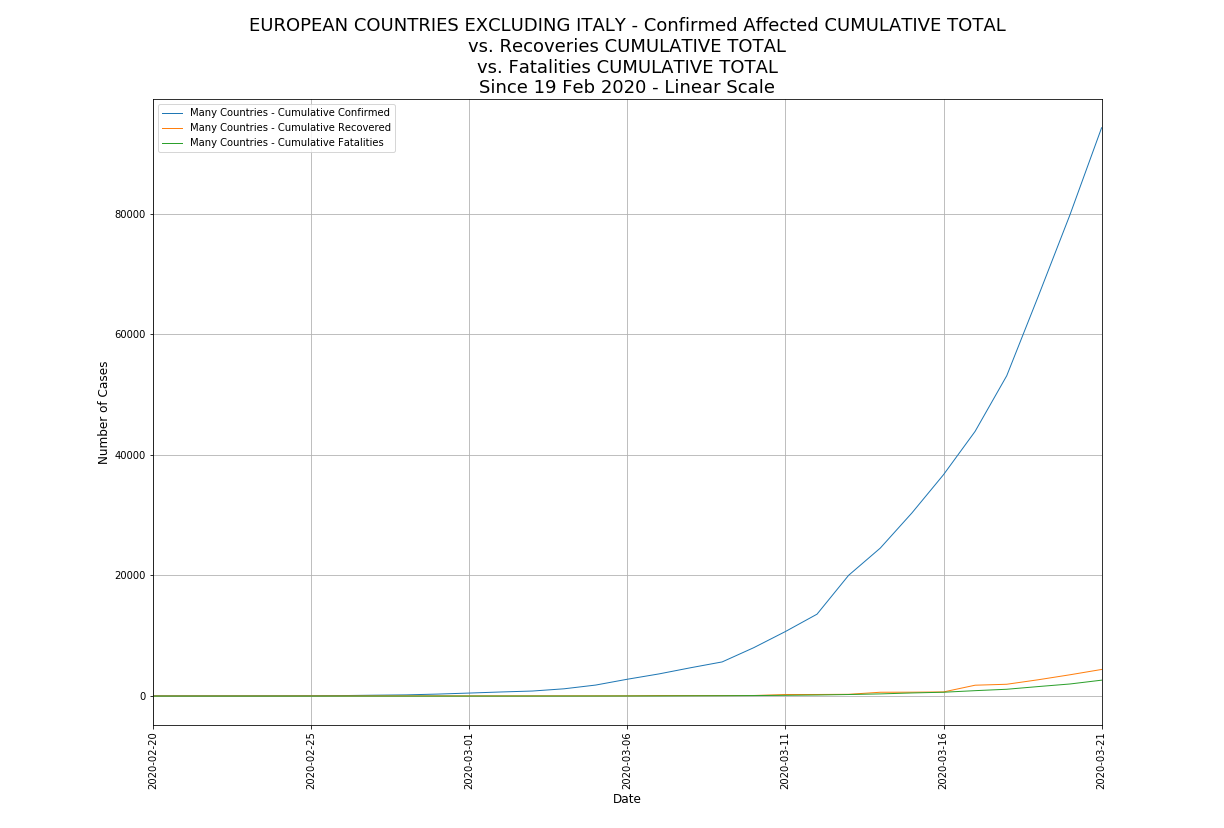 EUROPEAN COUNTRIES EXCLUDING ITALY - Confirmed Affected CUMULATIVE TOTAL
vs. Recoveries CUMULATIVE TOTAL
vs. Fatalities CUMULATIVE TOTAL
Since 19 Feb 2020 - Linear Scale
Many Countries - Cumulative Confirmed
Many Countries - Cumulative Recovered
Many Countries - Cumulative Fatalities
Number of Cases
80000
60000
40000
20000
0
2020-02-20
2020-02-25
2020-03-01
2020-03-06
2020-03-11
2020-03-16
2020-03-21
Date